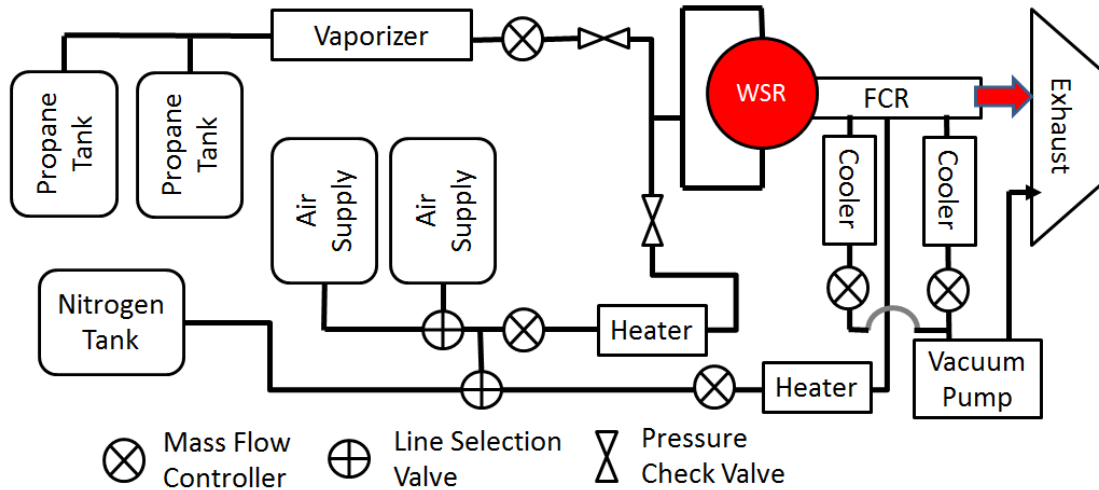 Vaporizer
Propane
Tank
Propane
Tank
Air
Supply
Air
Supply
WSR
FCR
Exhaust
Cooler
Cooler
Nitrogen
Tank
Heater
Heater
Vacuum
Pump
Mass Flow
Controller
Line Selection
Valve
Pressure
Check Valve